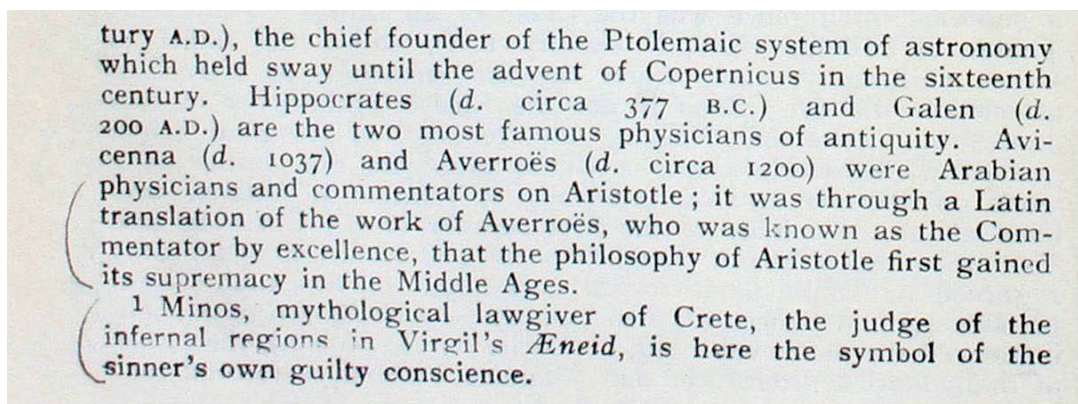 tury A.D.), the chief founder of the Ptolemaic system of astronomy
which held sway until the advent of Copernicus in the sixteenth
century. Hippocrates (d. circa 377 B.C.) and Galen (d.
200 A.D.) are the two most famous physicians of antiquity. Avi-
cenna (d. 1037) and Averroës (d. circa 1200) were Arabian
physicians and commentators on Aristotle; it was through a Latin
translation of the work of Averroës, who was known as the Com-
mentator by excellence, that the philosophy of Aristotle first gained
its supremacy in the Middle Ages.
1 Minos, mythological lawgiver of Crete, the judge of the
infernal regions in Virgil's Æneid, is here the symbol of the
sinner's own guilty conscience.